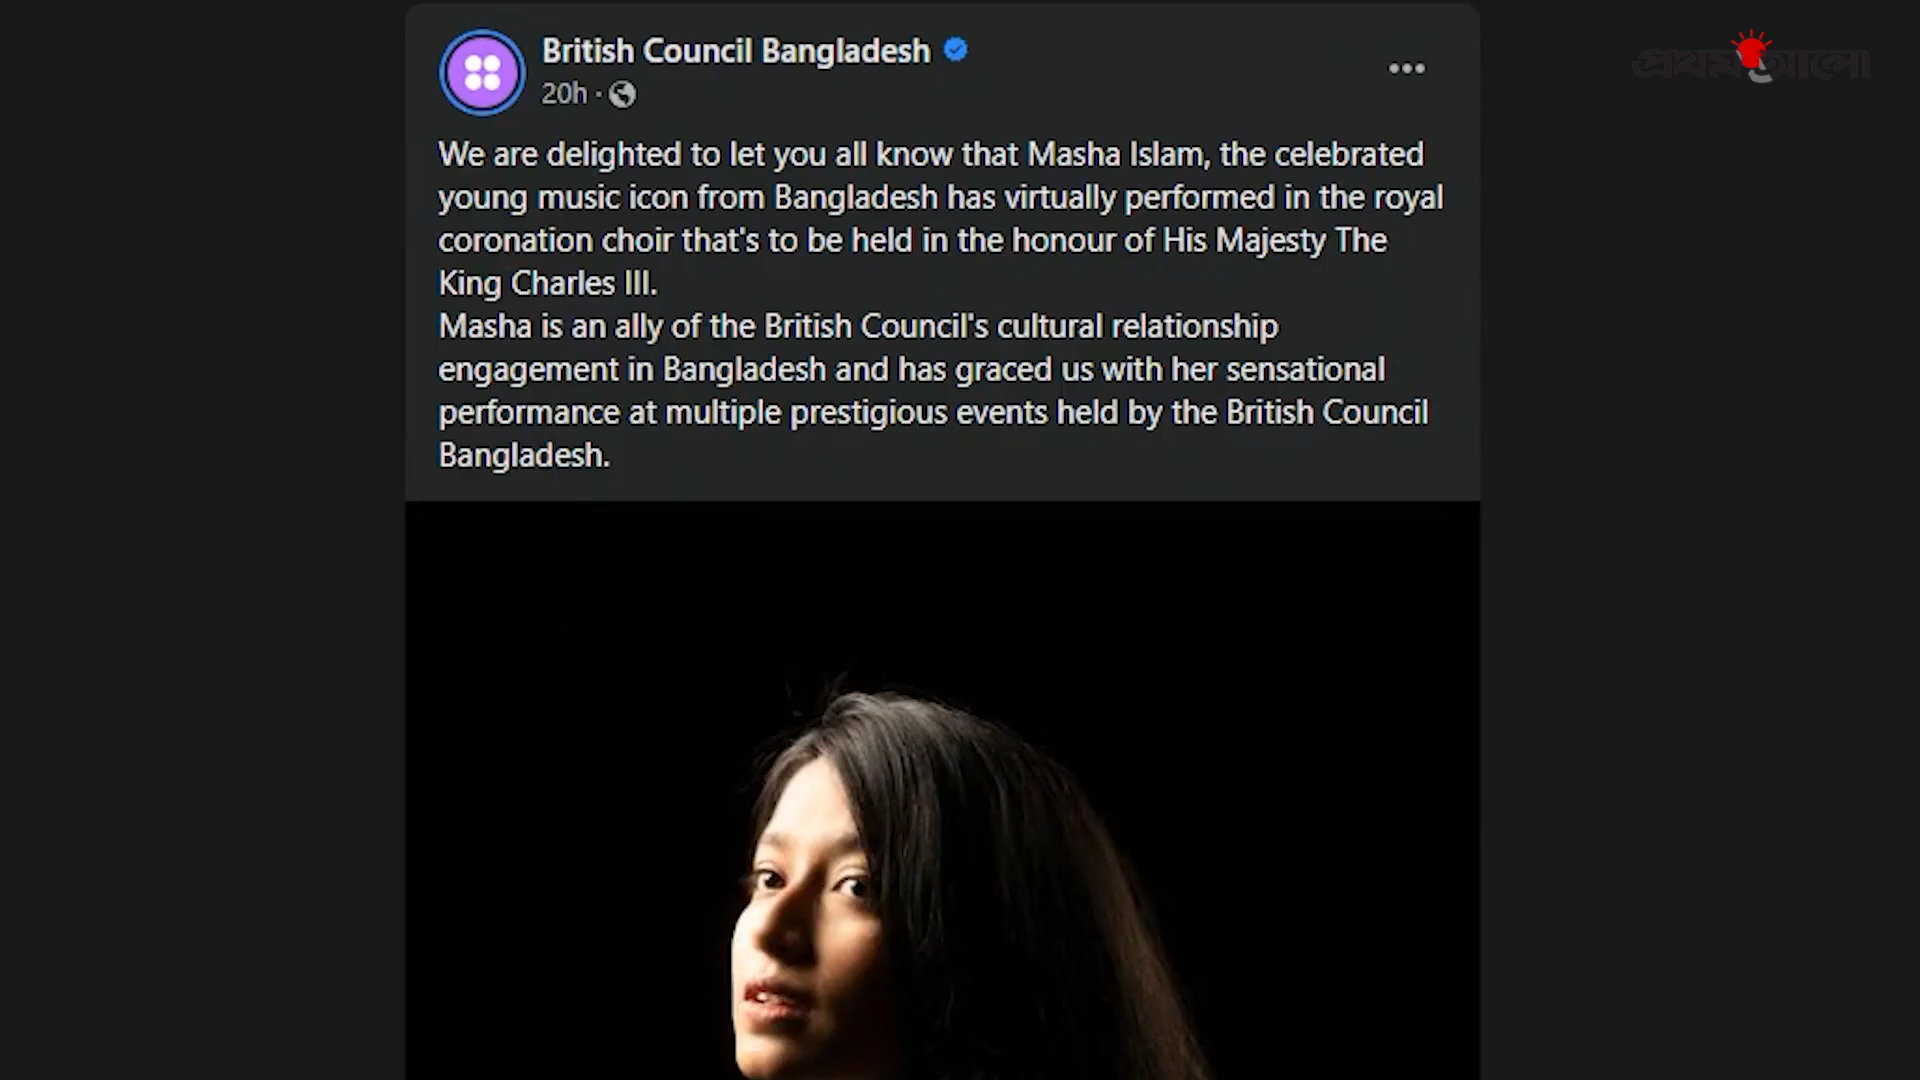 British Council Bangladesh
প্রথম আলো
20h ·
We are delighted to let you all know that Masha Islam, the celebrated
young music icon from Bangladesh has virtually performed in the royal
coronation choir that's to be held in the honour of His Majesty The
King Charles III.
Masha is an ally of the British Council's cultural relationship
engagement in Bangladesh and has graced us with her sensational
performance at multiple prestigious events held by the British Council
Bangladesh.